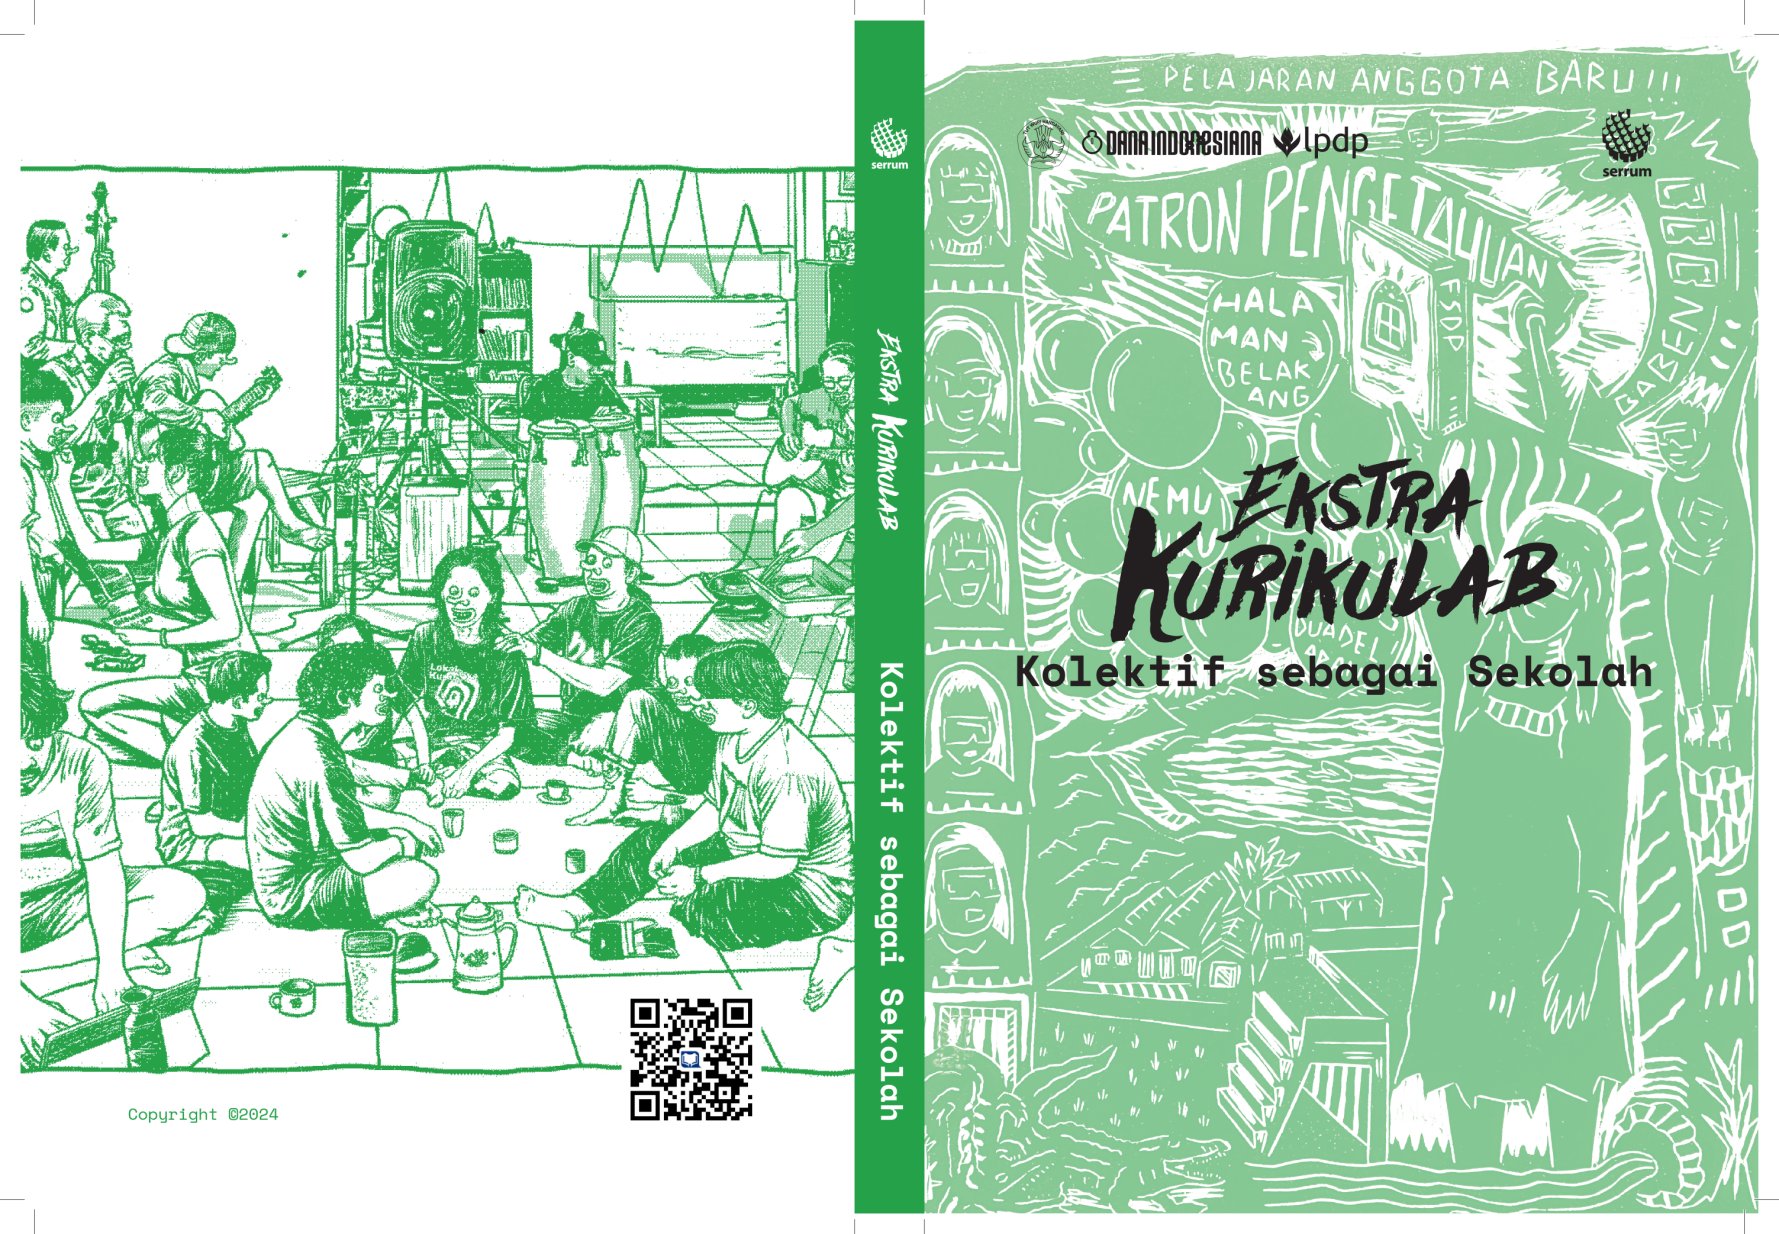 Copyright ©2024
serrum
EKSTRA KURIKULAB
Kolektif sebagai Sekolah
PELAJARAN ANGGOTA BARU!!!
DANA INDONESIANA
lpdp
serrum
PATRON PENGETAHUAN
HALA
MAN
BELAK
ANG
FSDP
GABEN
NEMU
EKSTRA
KURIKULAB
DUADEL
Kolektif sebagai Sekolah